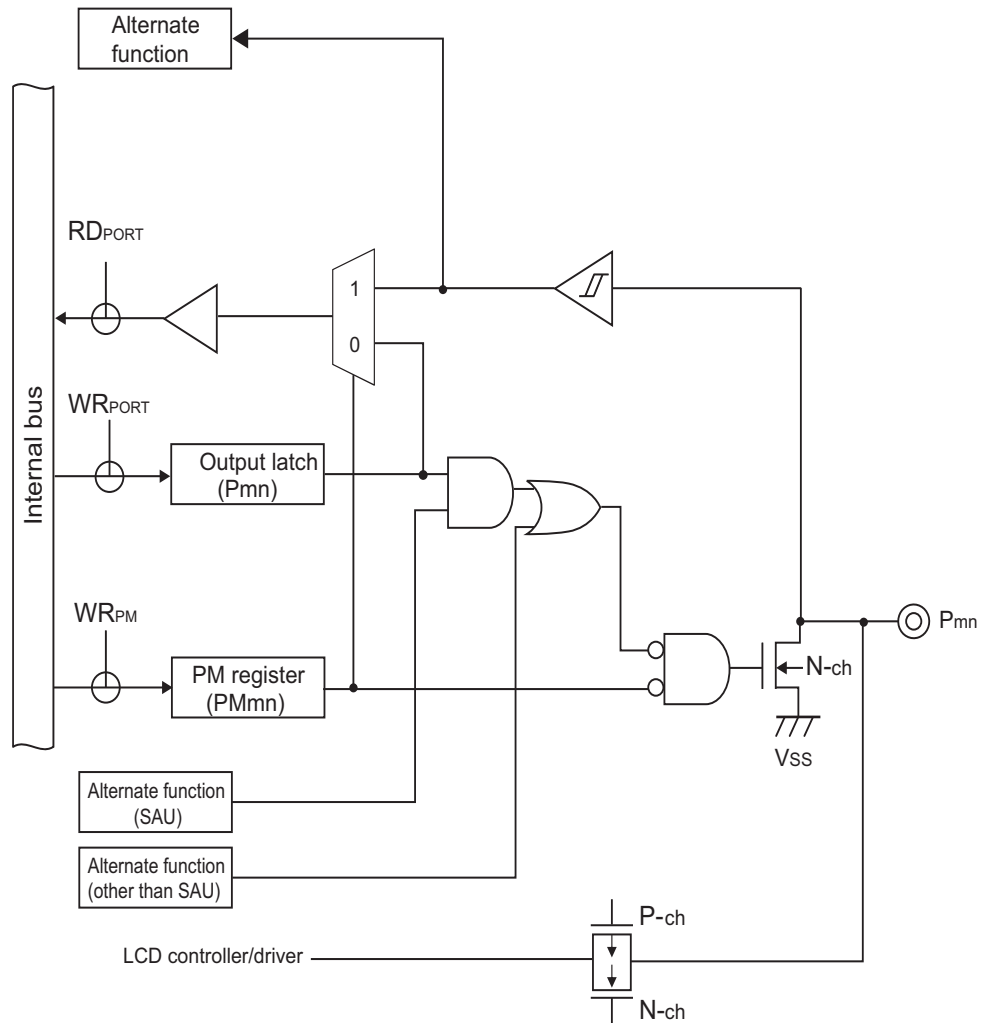 Alternate
function
RDPORT
1
0
WRPORT
Internal bus
Output latch
(Pmn)
WRPM
PM register
(PMmn)
Pmn
N-ch
VSS
Alternate function
(SAU)
Alternate function
(other than SAU)
P-ch
LCD controller/driver
N-ch